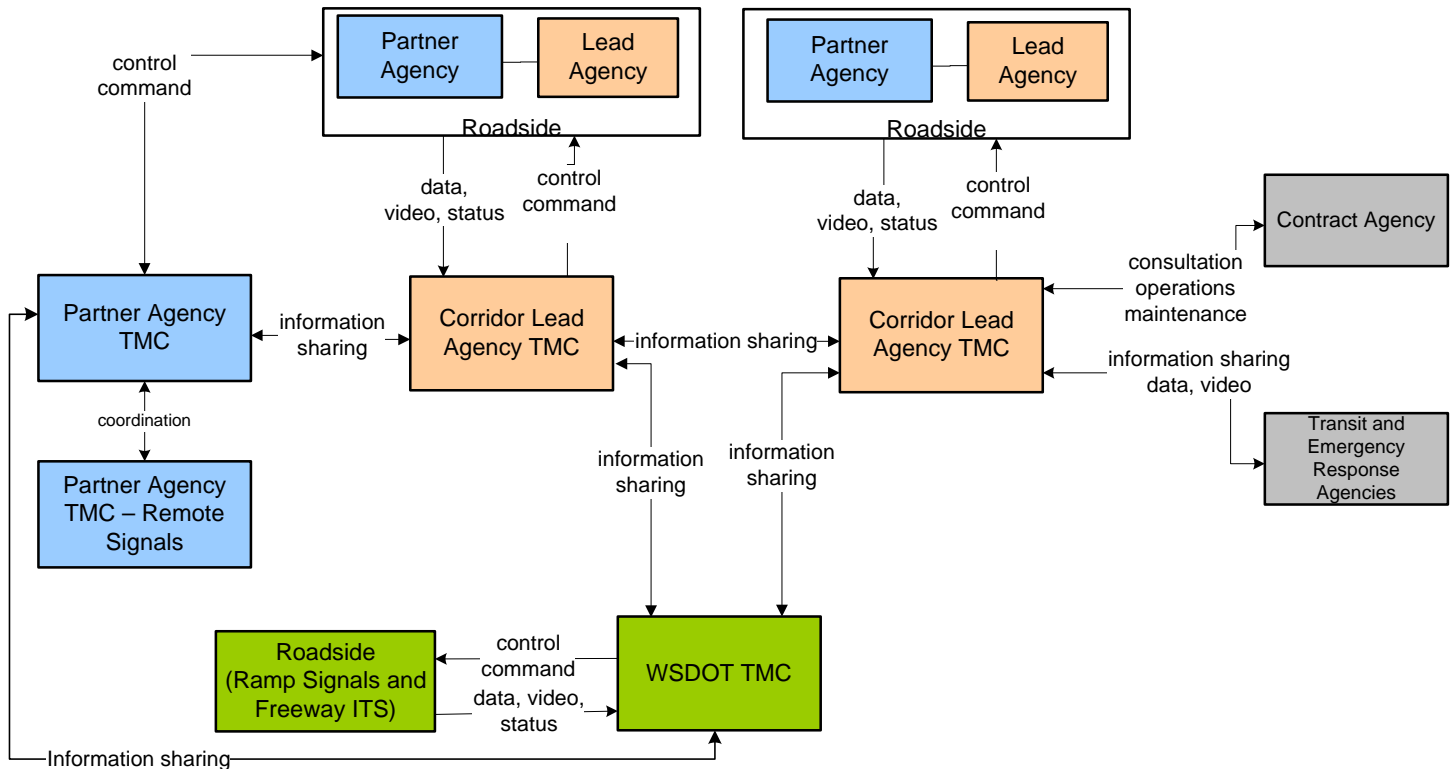 Partner
Agency
Lead
Agency
Roadside
Partner
Agency
Lead
Agency
Roadside
control
command
data,
video, status
control
command
data,
video, status
control
command
Contract Agency
consultation
operations
maintenance
Partner Agency
TMC
information
sharing
Corridor Lead
Agency TMC
information sharing
Corridor Lead
Agency TMC
information sharing
data, video
coordination
Transit and
Emergency
Response
Agencies
Partner Agency
TMC – Remote
Signals
information
sharing
information
sharing
Roadside
(Ramp Signals and
Freeway ITS)
control
command
data, video,
status
WSDOT TMC
Information sharing